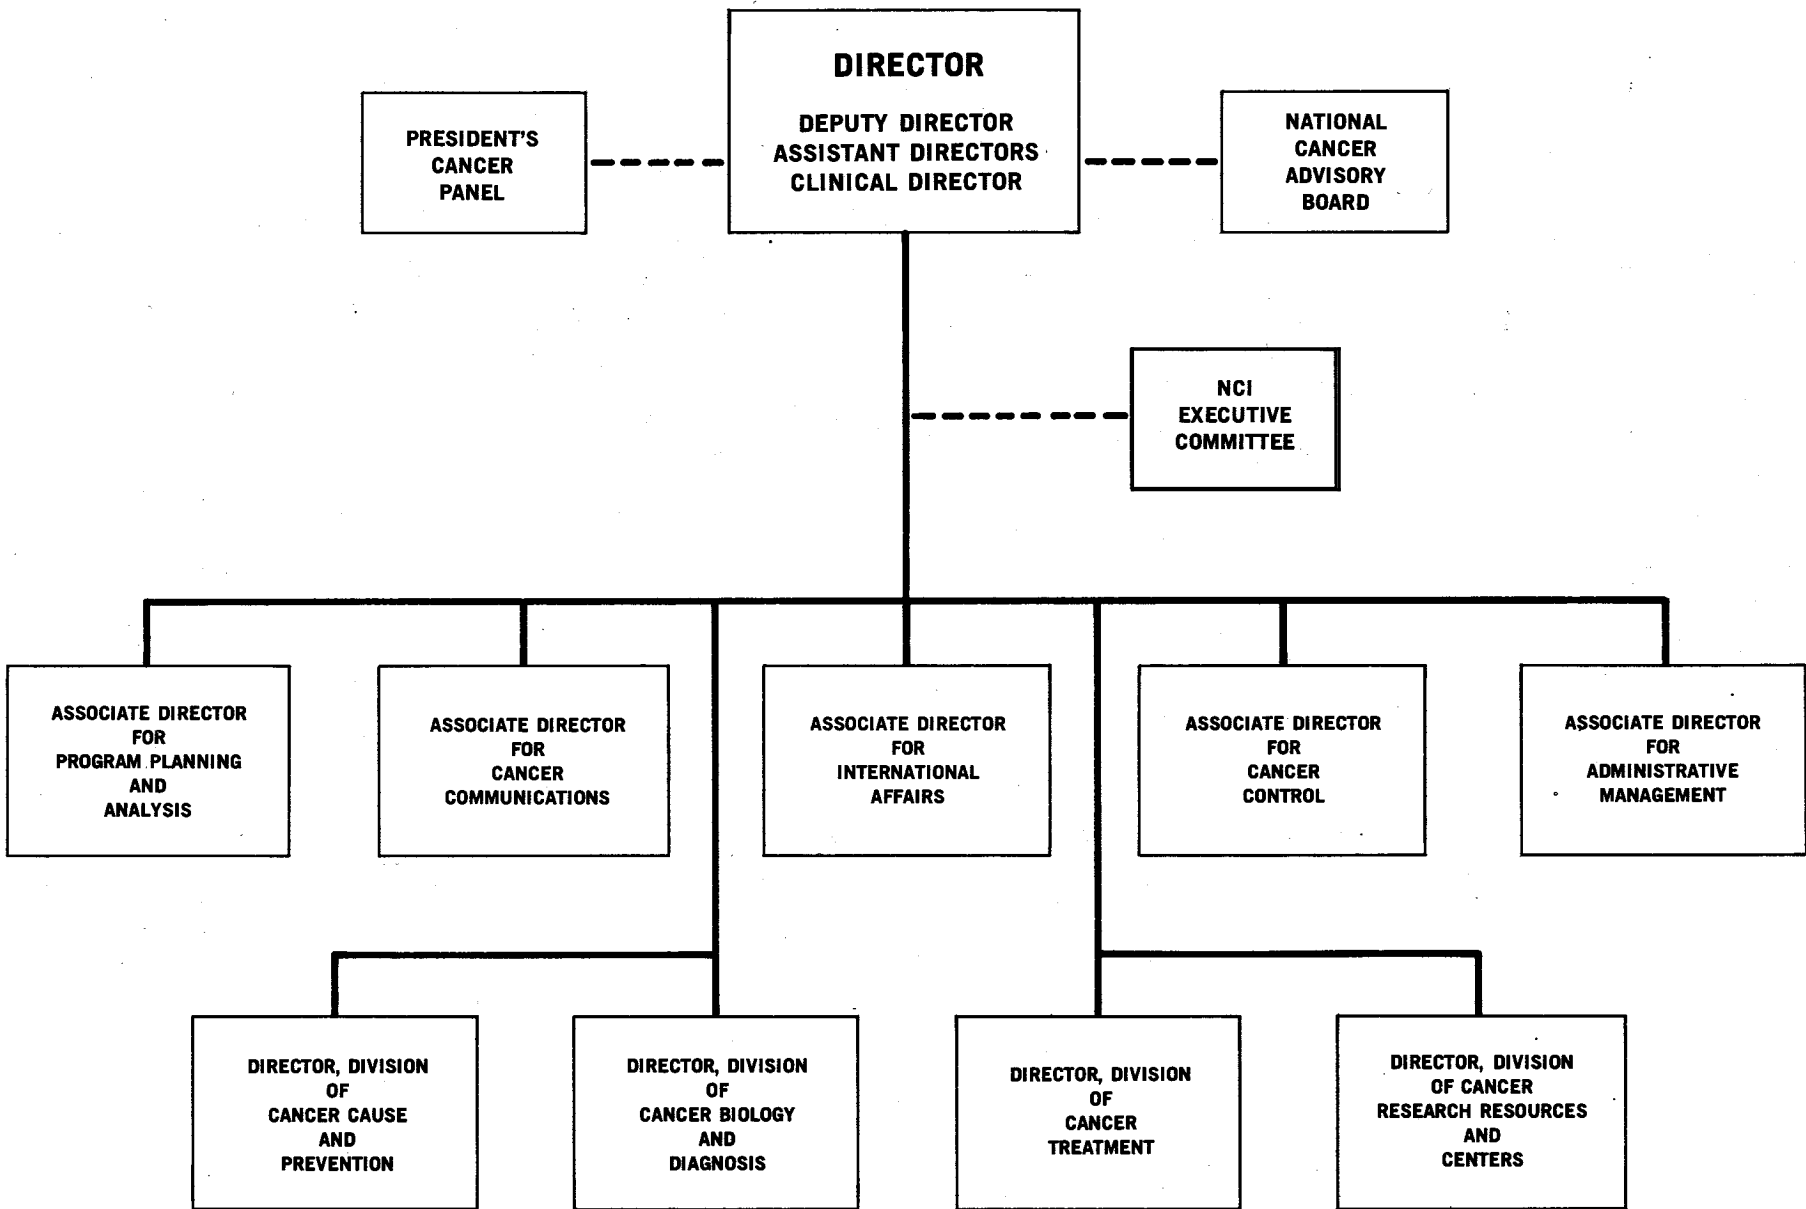 DIRECTOR
DEPUTY DIRECTOR
ASSISTANT DIRECTORS
CLINICAL DIRECTOR
PRESIDENT'S
CANCER
PANEL
NATIONAL
CANCER
ADVISORY
BOARD
NCI
EXECUTIVE
COMMITTEE
ASSOCIATE DIRECTOR
FOR
PROGRAM PLANNING
AND
ANALYSIS
ASSOCIATE DIRECTOR
FOR
CANCER
COMMUNICATIONS
ASSOCIATE DIRECTOR
FOR
INTERNATIONAL
AFFAIRS
ASSOCIATE DIRECTOR
FOR
CANCER
CONTROL
ASSOCIATE DIRECTOR
FOR
ADMINISTRATIVE
MANAGEMENT
DIRECTOR, DIVISION
OF
CANCER CAUSE
AND
PREVENTION
DIRECTOR, DIVISION
OF
CANCER BIOLOGY
AND
DIAGNOSIS
DIRECTOR, DIVISION
OF
CANCER
TREATMENT
DIRECTOR, DIVISION
OF CANCER
RESEARCH RESOURCES
AND
CENTERS